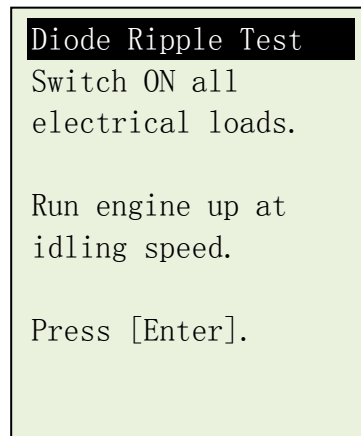 Diode Ripple Test
Switch ON all
electrical loads.
Run engine up at
idling speed.
Press [Enter].